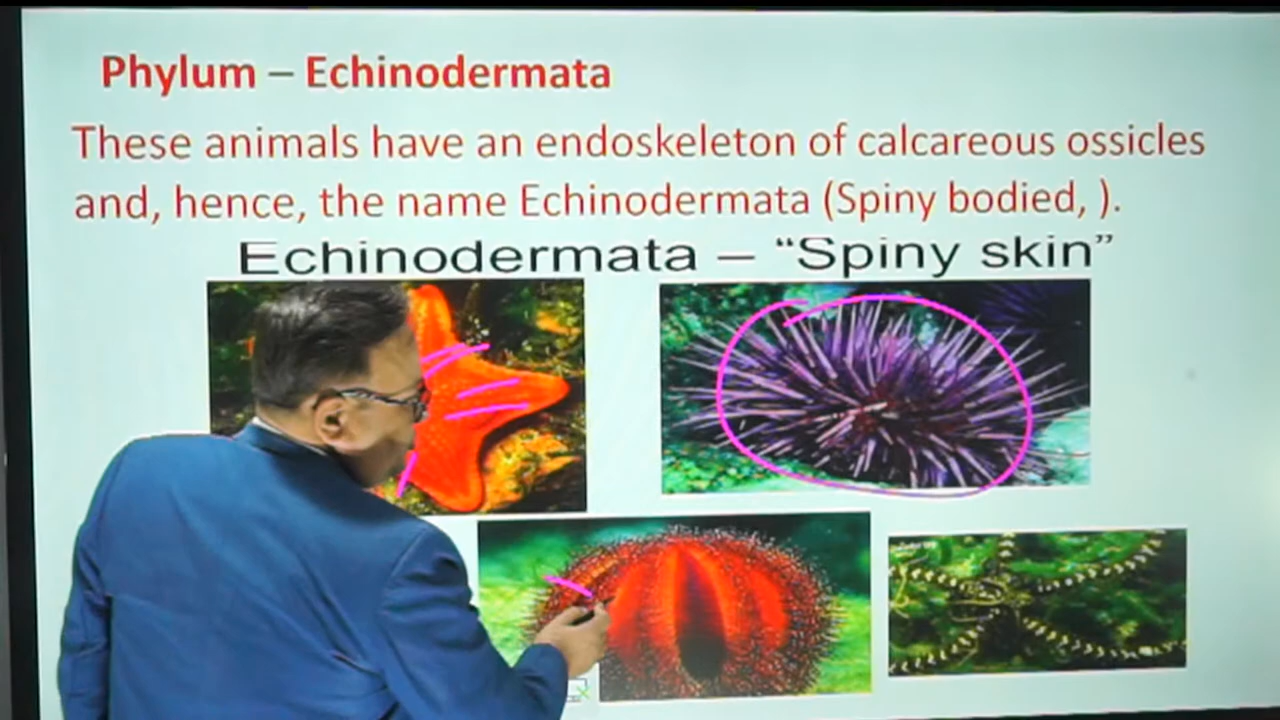 Phylum – Echinodermata
These animals have an endoskeleton of calcareous ossicles
and, hence, the name Echinodermata (Spiny bodied, ).
Echinodermata – “Spiny skin”